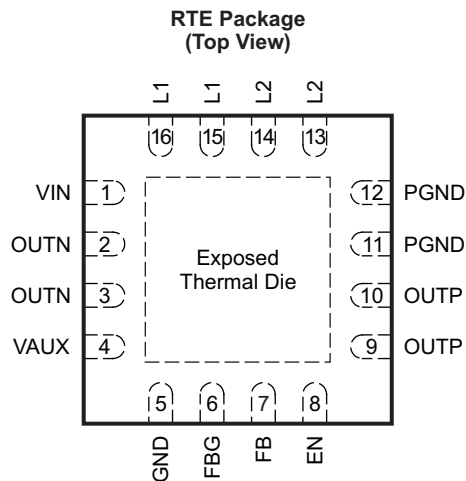 RTE Package
(Top View)
L1 L1 L2 L2
16 15 14 13
VIN 1 12 PGND
OUTN 2 11 PGND
Exposed
Thermal Die
OUTN 3 10 OUTP
VAUX 4 9 OUTP
5 6 7 8
GND FBG FB EN